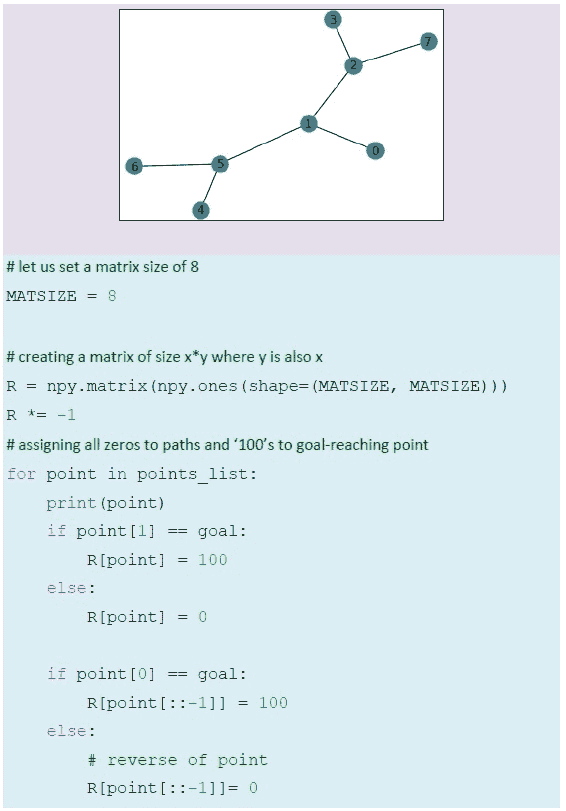 3
7
2
1
0
6
5
4
# let us set a matrix size of 8
MATSIZE = 8
# creating a matrix of size x*y where y is also x
R = npy.matrix(npy.ones(shape=(MATSIZE, MATSIZE)))
R *= -1
# assigning all zeros to paths and ‘100’s to goal-reaching point
for point in points_list:
    print(point)
    if point[1] == goal:
        R[point] = 100
    else:
        R[point] = 0
    if point[0] == goal:
        R[point[::-1]] = 100
    else:
        # reverse of point
        R[point[::-1]]= 0